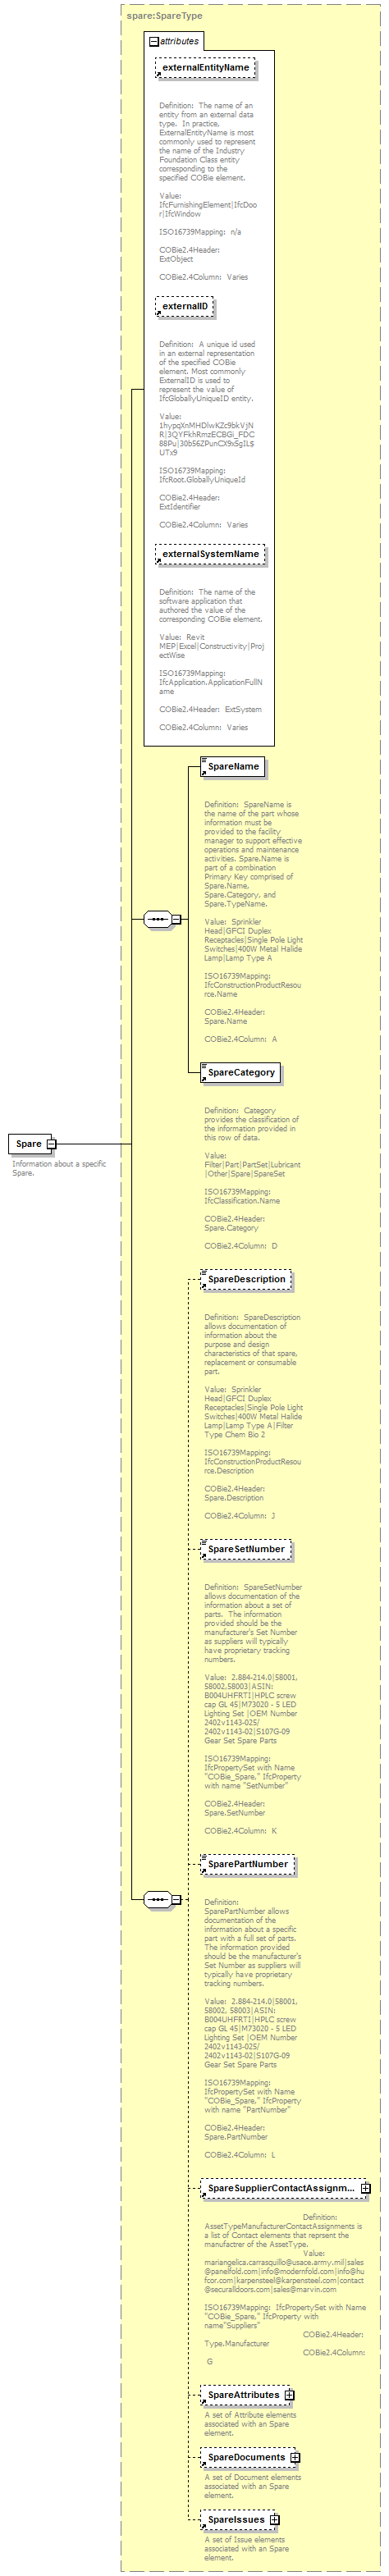 spare:SpareType
attributes
externalEntityName
Definition: The name of an
entity from an external data
type. In practice,
ExternalEntityName is most
commonly used to represent
the name of the Industry
Foundation Class entity
corresponding to the
specified COBie element.
Value:
IfcFurnishingElement|IfcDoo
r|IfcWindow
ISO16739Mapping: n/a
COBie2.4Header:
ExtObject
COBie2.4Column: Varies
externalID
Definition: A unique id used
in an external representation
of the specified COBie
element. Most commonly
ExternalID is used to
represent the value of
IfcGloballyUniqueID entity.
Value:
1hypqXnMHDlwKZc9bkVjN
R|3QYFkhRmzECBGi_FDC
88Pu|30b56ZPunCX9xSgIL$
UTx9
ISO16739Mapping:
IfcRoot.GloballyUniqueId
COBie2.4Header:
ExtIdentifier
COBie2.4Column: Varies
externalSystemName
Definition: The name of the
software application that
authored the value of the
corresponding COBie element.
Value: Revit
MEP|Excel|Constructivity|Proj
ectWise
ISO16739Mapping:
IfcApplication.ApplicationFullN
ame
COBie2.4Header: ExtSystem
COBie2.4Column: Varies
SpareName
Definition: SpareName is
the name of the part whose
information must be
provided to the facility
manager to support effective
operations and maintenance
activities. Spare.Name is
part of a combination
Primary Key comprised of
Spare.Name,
Spare.Category, and
Spare.TypeName.
Value: Sprinkler
Head|GFCI Duplex
Receptacles|Single Pole Light
Switches|400W Metal Halide
Lamp|Lamp Type A
ISO16739Mapping:
IfcConstructionProductResou
rce.Name
COBie2.4Header:
Spare.Name
COBie2.4Column: A
SpareCategory
Definition: Category
provides the classification of
the information provided in
this row of data.
Value:
Filter|Part|PartSet|Lubricant
|Other|Spare|SpareSet
ISO16739Mapping:
IfcClassification.Name
COBie2.4Header:
Spare.Category
COBie2.4Column: D
Spare
Information about a specific
Spare.
SpareDescription
Definition: SpareDescription
allows documentation of
information about the
purpose and design
characteristics of that spare,
replacement or consumable
part.
Value: Sprinkler
Head|GFCI Duplex
Receptacles|Single Pole Light
Switches|400W Metal Halide
Lamp|Lamp Type A|Filter
Type Chem Bio 2
ISO16739Mapping:
IfcConstructionProductResou
rce.Description
COBie2.4Header:
Spare.Description
COBie2.4Column: J
SpareSetNumber
Definition: SpareSetNumber
allows documentation of the
information about a set of
parts. The information
provided should be the
manufacturer's Set Number
as suppliers will typically
have proprietary tracking
numbers.
Value: 2.884-214.0|58001,
58002,58003|ASIN:
B004UHFRTI|HPLC screw
cap GL 45|M73020 - 5 LED
Lighting Set |OEM Number
2402v1143-025/
2402v1143-02|S107G-09
Gear Set Spare Parts
ISO16739Mapping:
IfcPropertySet with Name
"COBie_Spare," IfcProperty
with name "SetNumber"
COBie2.4Header:
Spare.SetNumber
COBie2.4Column: K
SparePartNumber
Definition:
SparePartNumber allows
documentation of the
information about a specific
part with a full set of parts.
The information provided
should be the manufacturer's
Set Number as suppliers will
typically have proprietary
tracking numbers.
Value: 2.884-214.0|58001,
58002, 58003|ASIN:
B004UHFRTI|HPLC screw
cap GL 45|M73020 - 5 LED
Lighting Set |OEM Number
2402v1143-025/
2402v1143-02|S107G-09
Gear Set Spare Parts
ISO16739Mapping:
IfcPropertySet with Name
"COBie_Spare," IfcProperty
with name "PartNumber"
COBie2.4Header:
Spare.PartNumber
COBie2.4Column: L
SpareSupplierContactAssignm...
Definition:
AssetTypeManufacturerContactAssignments is
a list of Contact elements that reprsent the
manufactrer of the AssetType.
Value:
mariangelica.carrasquillo@usace.army.mil|sales
@panelfold.com|info@modernfold.com|info@hu
fcor.com|karpensteel@karpensteel.com|contact
@securalldoors.com|sales@marvin.com
ISO16739Mapping: IfcPropertySet with Name
"COBie_Spare," IfcProperty with
name"Suppliers"
COBie2.4Header:
Type.Manufacturer
COBie2.4Column:
G
SpareAttributes
A set of Attribute elements
associated with an Spare
element.
SpareDocuments
A set of Document elements
associated with an Spare
element.
SpareIssues
A set of Issue elements
associated with an Spare
element.